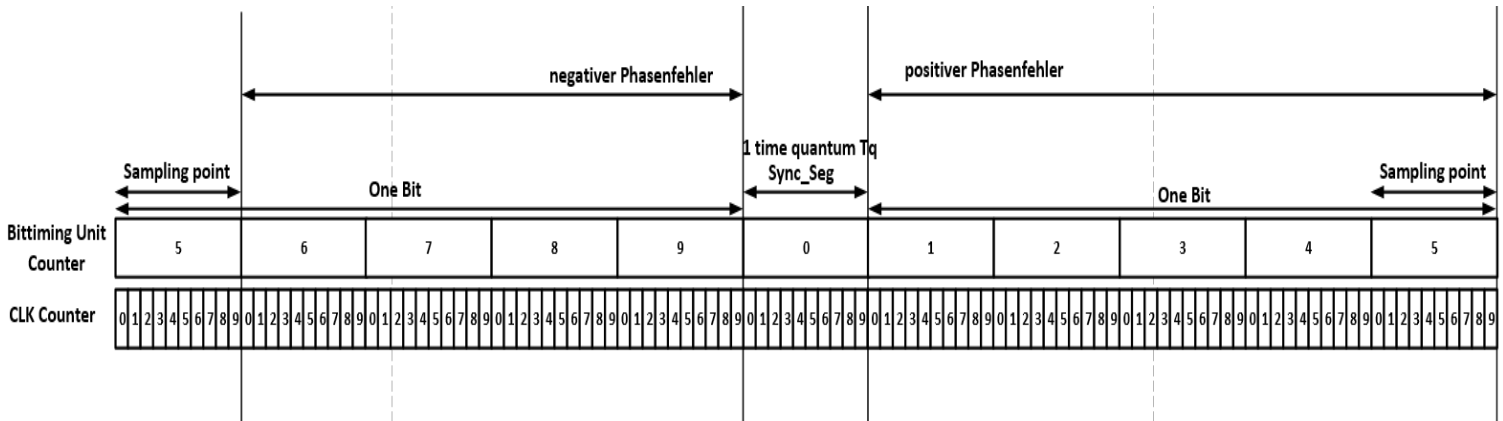 negativer Phasenfehler
positiver Phasenfehler
1 time quantum Tq
Sync_Seg
Sampling point
Sampling point
One Bit
One Bit
Bittiming Unit
Counter
5 6 7 8 9 0 1 2 3 4 5
CLK Counter
0 1 2 3 4 5 6 7 8 9 0 1 2 3 4 5 6 7 8 9 0 1 2 3 4 5 6 7 8 9 0 1 2 3 4 5 6 7 8 9 0 1 2 3 4 5 6 7 8 9 0 1 2 3 4 5 6 7 8 9 0 1 2 3 4 5 6 7 8 9 0 1 2 3 4 5 6 7 8 9 0 1 2 3 4 5 6 7 8 9 0 1 2 3 4 5 6 7 8 9 0 1 2 3 4 5 6 7 8 9